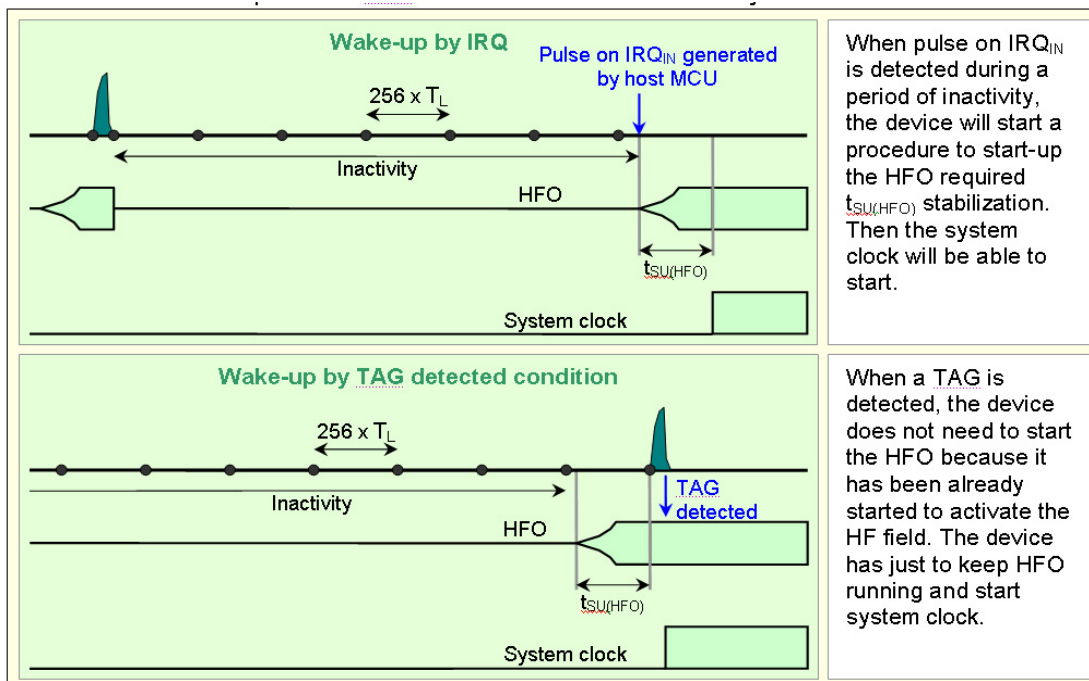 Wake-up by IRQ
Pulse on IRQIN generated
by host MCU
256 x TL
Inactivity
HFO
tSU(HFO)
System clock
When pulse on IRQIN
is detected during a
period of inactivity,
the device will start a
procedure to start-up
the HFO required
tSU(HFO) stabilization.
Then the system
clock will be able to
start.
Wake-up by TAG detected condition
256 x TL
Inactivity
TAG
detected
HFO
tSU(HFO)
System clock
When a TAG is
detected, the device
does not need to start
the HFO because it
has been already
started to activate the
HF field. The device
has just to keep HFO
running and start
system clock.